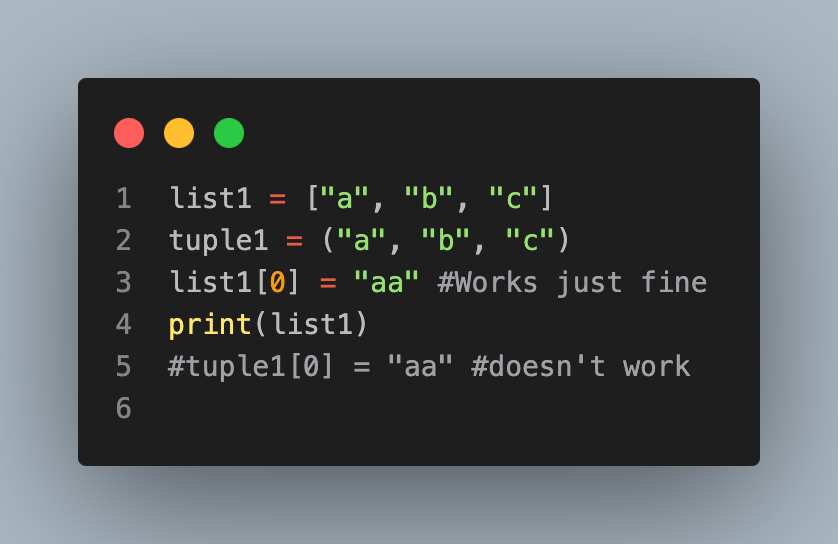 1 list1 = ["a", "b", "c"]
2 tuple1 = ("a", "b", "c")
3 list1[0] = "aa" #Works just fine
4 print(list1)
5 #tuple1[0] = "aa" #doesn't work
6